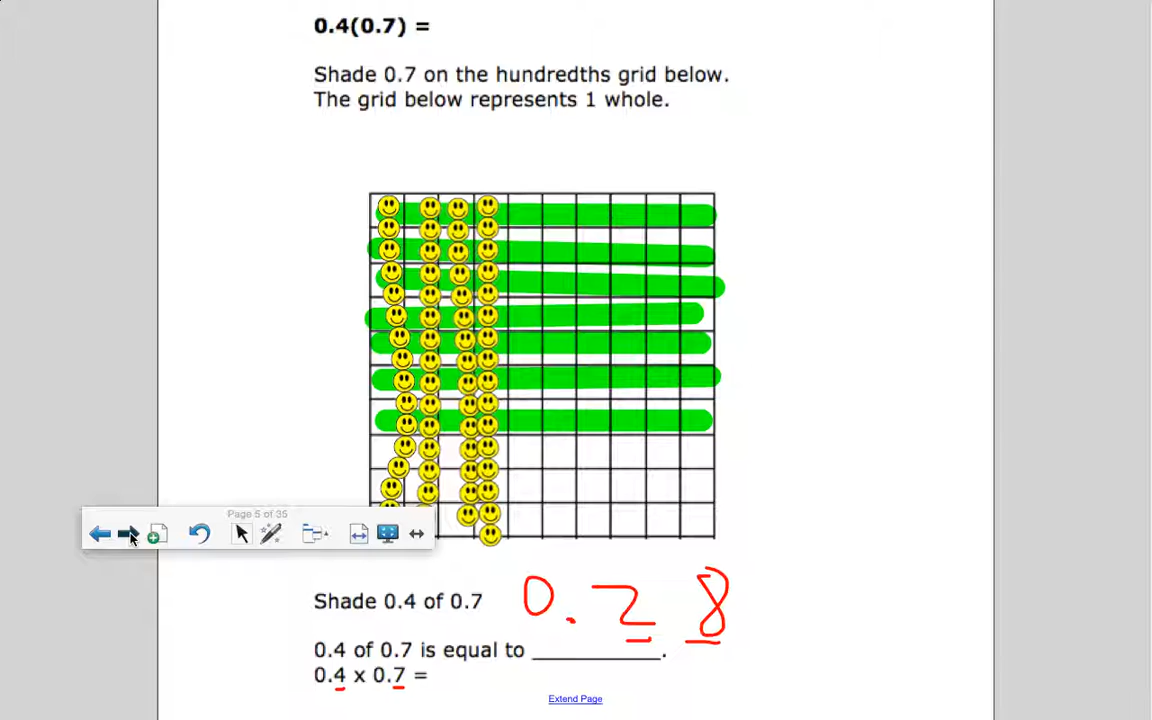 0.4(0.7) =
Shade 0.7 on the hundredths grid below.
The grid below represents 1 whole.
Page 5 of 35
Shade 0.4 of 0.7
0.28
0.4 of 0.7 is equal to ___________.
0.4 x 0.7 =
Extend Page